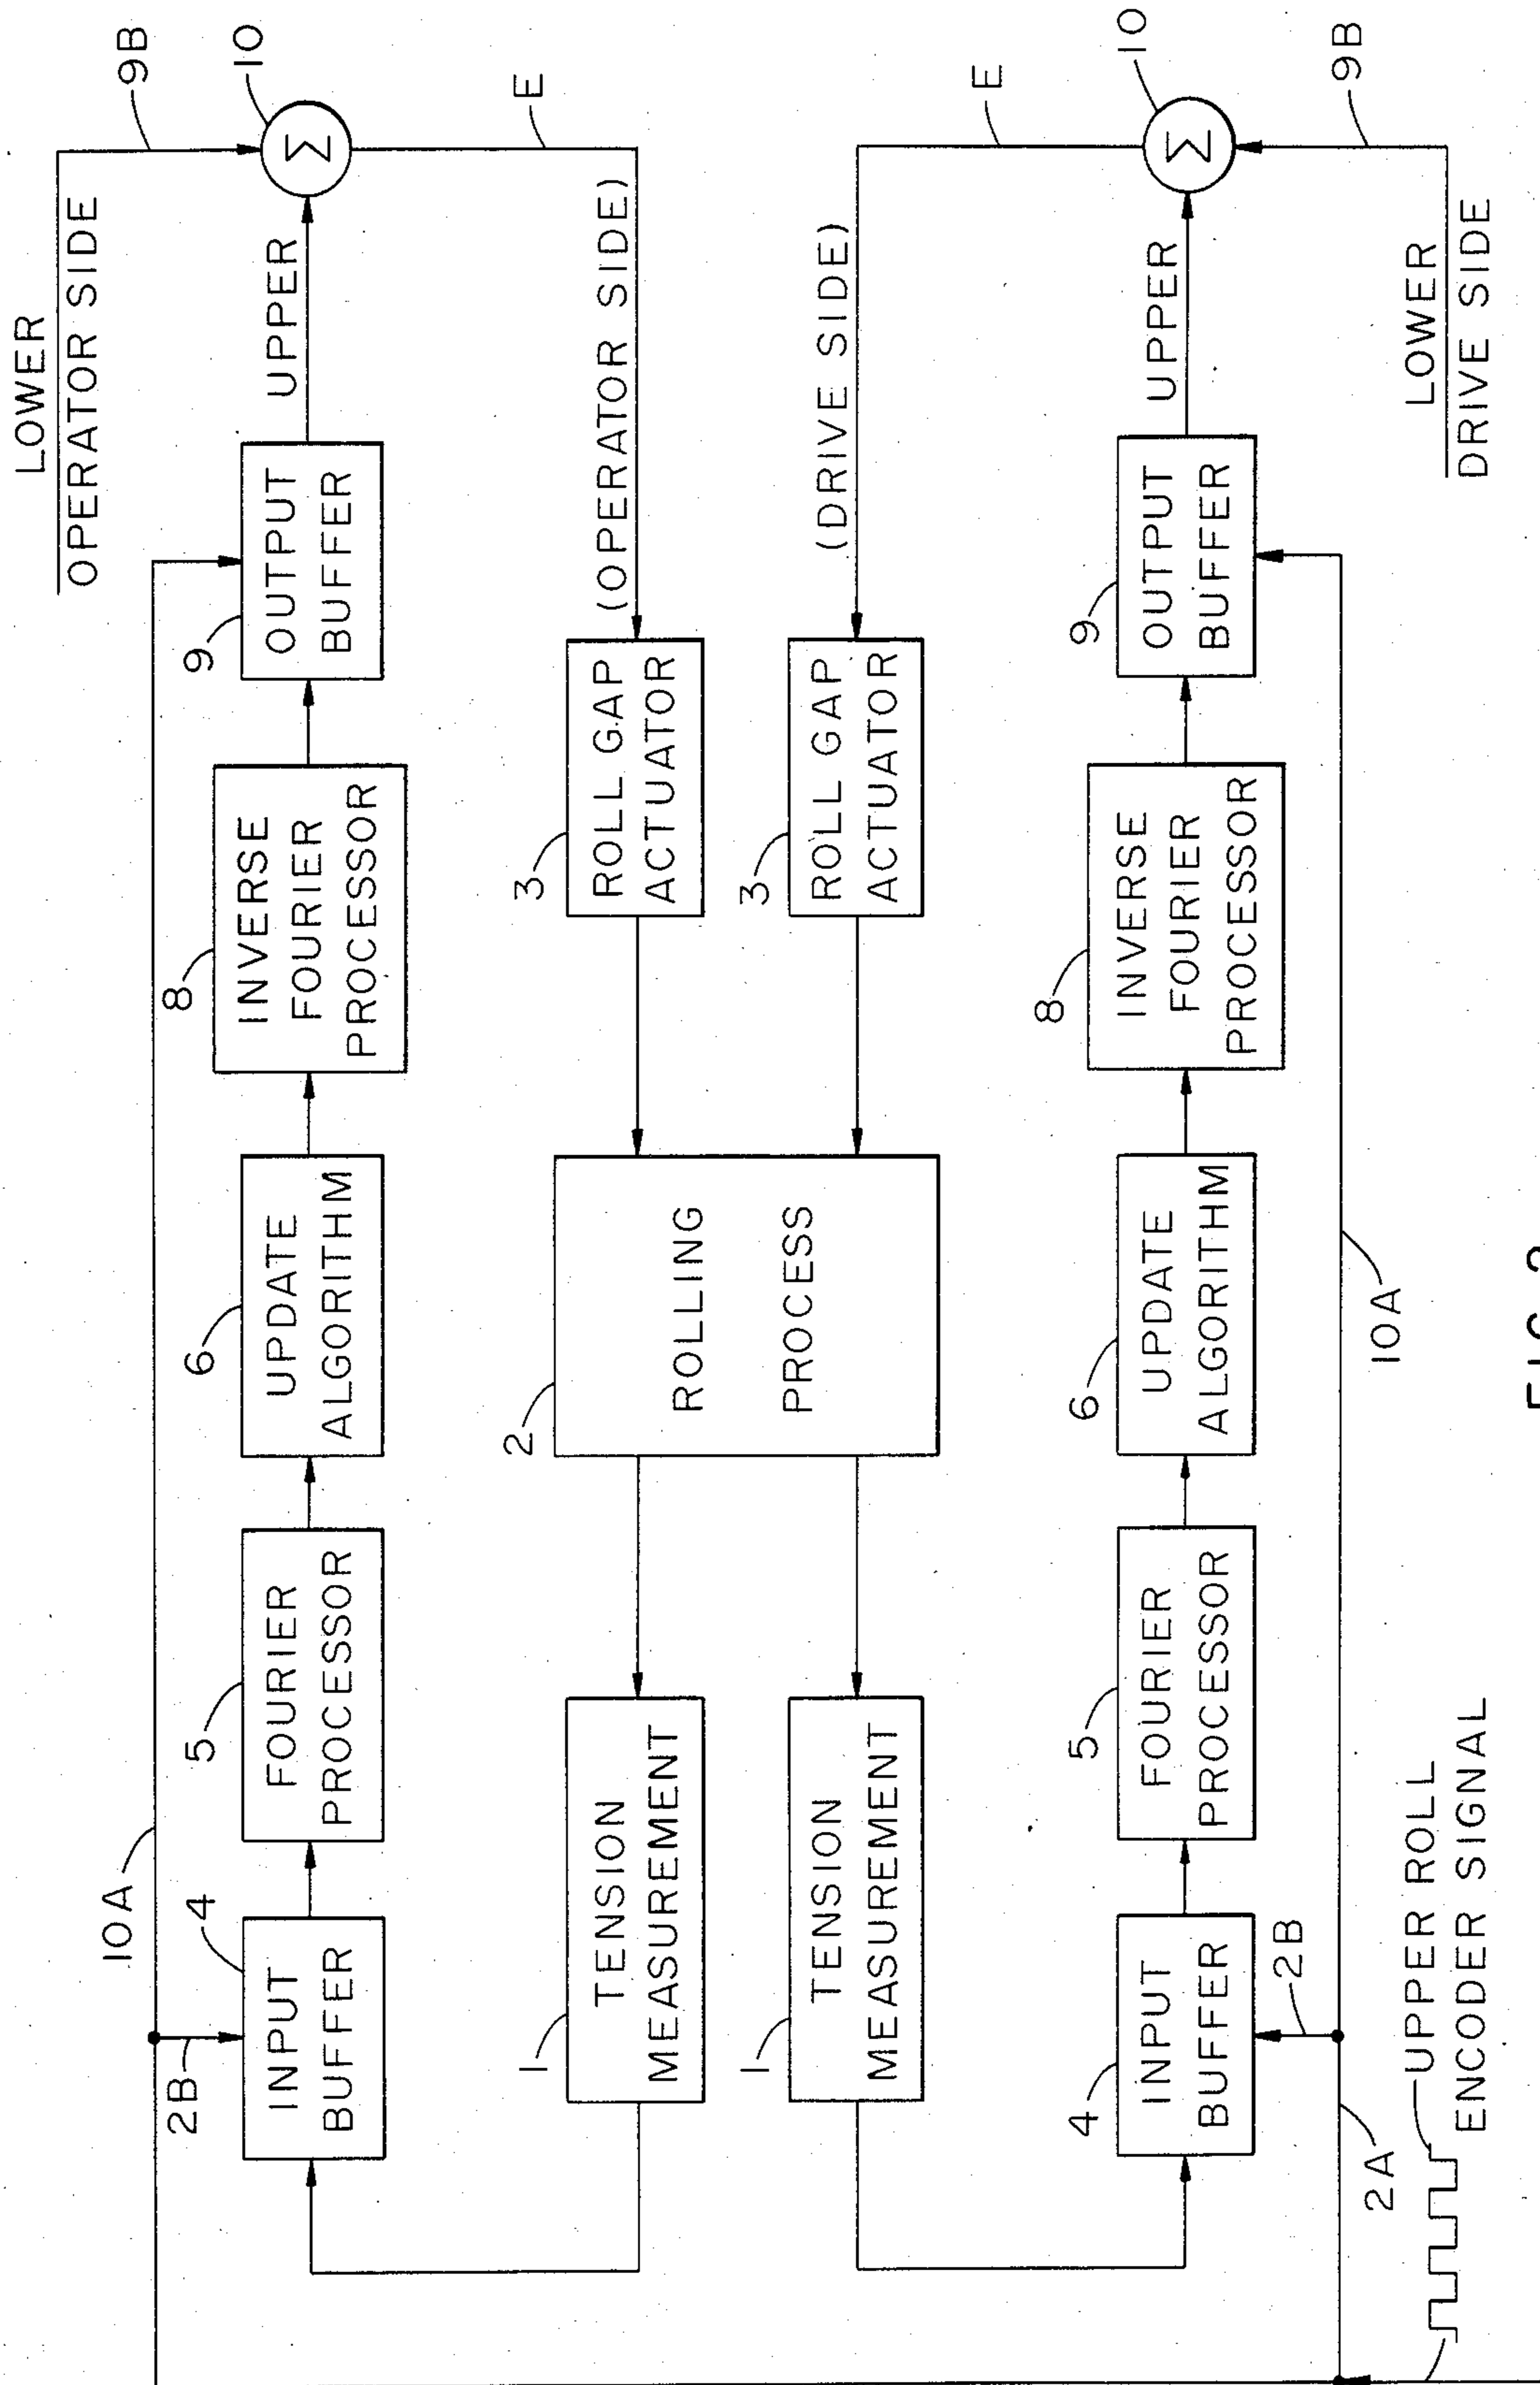 LOWER
OPERATOR SIDE
9B
10
Σ
E
UPPER
10A
2B
4
INPUT
BUFFER
5
FOURIER
PROCESSOR
6
UPDATE
ALGORITHM
8
INVERSE
FOURIER
PROCESSOR
9
OUTPUT
BUFFER
(OPERATOR SIDE)
1
TENSION
MEASUREMENT
2
ROLLING
PROCESS
3
ROLL GAP
ACTUATOR
(DRIVE SIDE)
1
TENSION
MEASUREMENT
3
ROLL GAP
ACTUATOR
E
10
Σ
9B
UPPER
4
INPUT
BUFFER
2B
5
FOURIER
PROCESSOR
6
UPDATE
ALGORITHM
8
INVERSE
FOURIER
PROCESSOR
9
OUTPUT
BUFFER
2A
10A
LOWER
DRIVE SIDE
UPPER ROLL
ENCODER SIGNAL